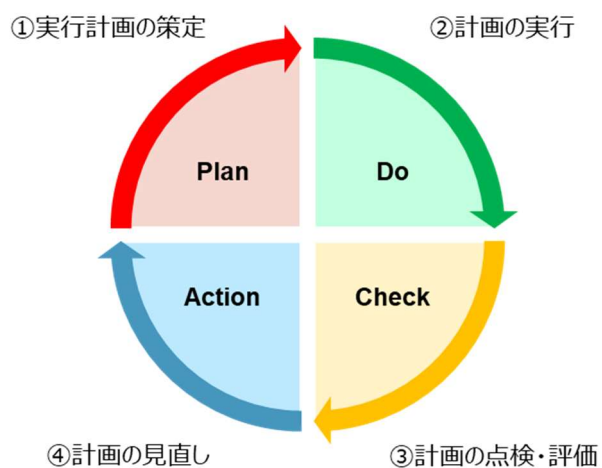 ①実行計画の策定
②計画の実行
Plan
Do
Action
Check
④計画の見直し
③計画の点検・評価